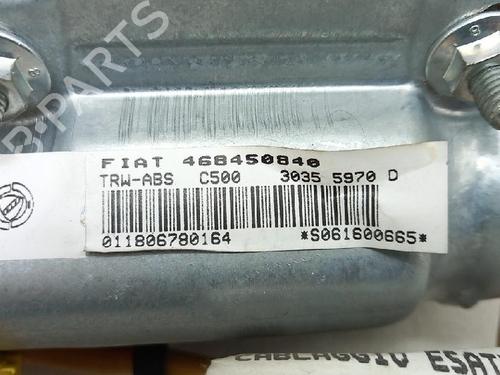 B-PARTS
FIAT 468450840
TRW-ABS C500 3035 5970 D
011806780164 *S061600665*
CABLAGGIO ESAT